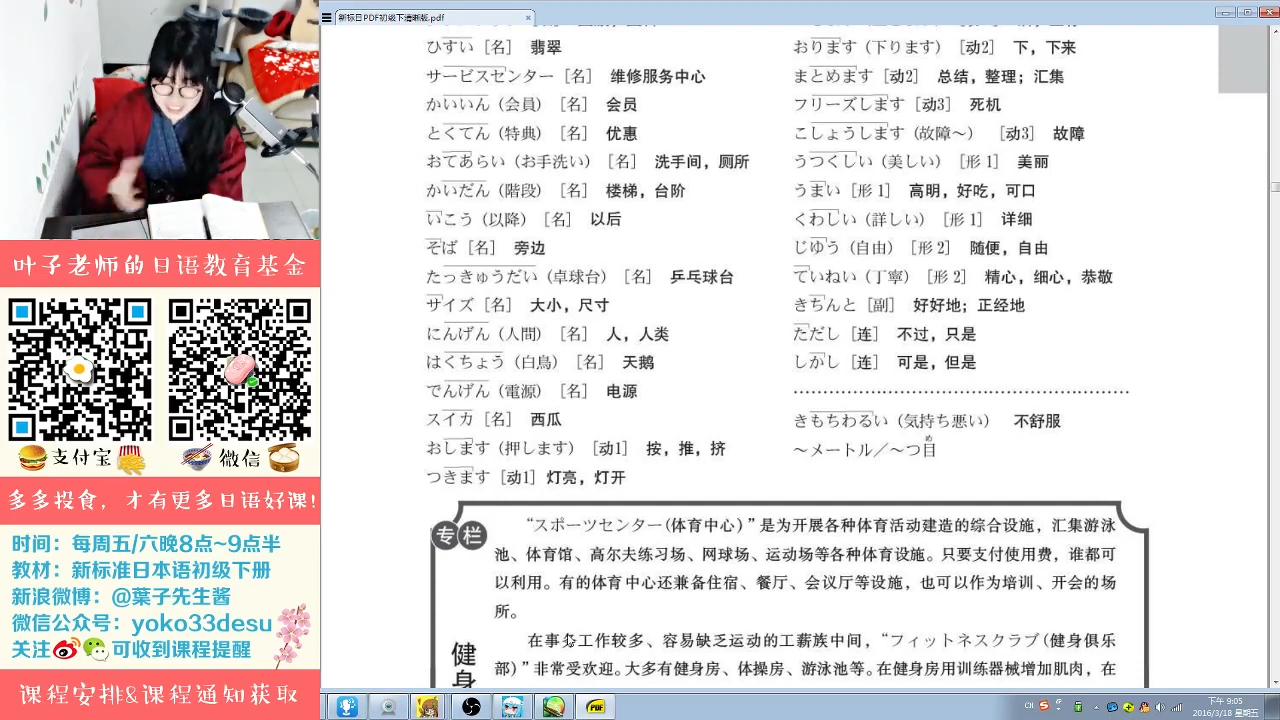 新标日PDF初级下清晰版.pdf
ひすい［名］ 翡翠
サービスセンター［名］ 维修服务中心
かいいん（会員）［名］ 会员
とくてん（特典）［名］ 优惠
おてあらい（お手洗い）［名］ 洗手间，厕所
かいだん（階段）［名］ 楼梯，台阶
いこう（以降）［名］ 以后
そば［名］ 旁边
たっきゅうだい（卓球台）［名］ 乒乓球台
サイズ［名］ 大小，尺寸
にんげん（人間）［名］ 人，人类
はくちょう（白鳥）［名］ 天鹅
でんげん（電源）［名］ 电源
スイカ［名］ 西瓜
おします（押します）［动1］ 按，推，挤
つきます［动1］ 灯亮，灯开
おります（下ります）［动2］ 下，下来
まとめます［动2］ 总结，整理；汇集
フリーズします［动3］ 死机
こしょうします（故障～）［动3］ 故障
うつくしい（美しい）［形1］ 美丽
うまい［形1］ 高明，好吃，可口
くわしい（詳しい）［形1］ 详细
じゆう（自由）［形2］ 随便，自由
ていねい（丁寧）［形2］ 精心，细心，恭敬
きちんと［副］ 好好地；正经地
ただし［连］ 不过，只是
しかし［连］ 可是，但是
きもちわるい（気持ち悪い） 不舒服
～メートル／～つ目
め
专栏
“スポーツセンター(体育中心)”是为开展各种体育活动建造的综合设施，汇集游泳
池、体育馆、高尔夫练习场、网球场、运动场等各种体育设施。只要支付使用费，谁都可
以利用。有的体育中心还兼备住宿、餐厅、会议厅等设施，也可以作为培训、开会的场
所。
在事务工作较多、容易缺乏运动的工薪族中间，“フィットネスクラブ(健身俱乐
部)”非常受欢迎。大多有健身房、体操房、游泳池等。在健身房用训练器械增加肌肉，在
健身
叶子老师的日语教育基金
支付宝 微信
多多投食，才有更多日语好课!
时间：每周五/六晚8点~9点半
教材：新标准日本语初级下册
新浪微博：@葉子先生酱
微信公众号：yoko33desu
关注 可收到课程提醒
课程安排&课程通知获取
PDF
CH
下午 9:05
2016/3/18 星期五